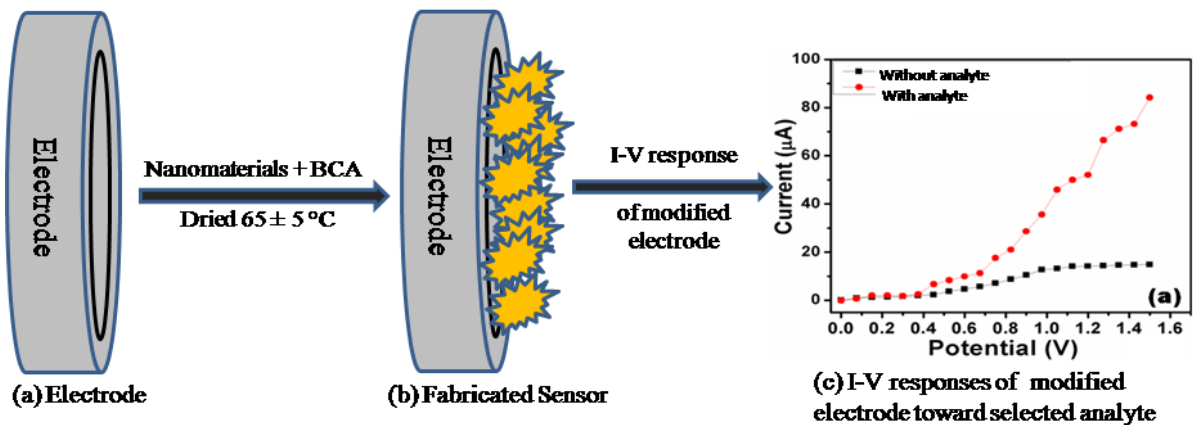 Electrode
(a) Electrode
Nanomaterials + BCA
Dried 65 ± 5 °C
Electrode
(b) Fabricated Sensor
I-V response
of modified
electrode
Without analyte
With analyte
Current (µA)
100
80
60
40
20
0
(a)
0.0 0.2 0.4 0.6 0.8 1.0 1.2 1.4 1.6
Potential (V)
(c) I-V responses of modified
electrode toward selected analyte